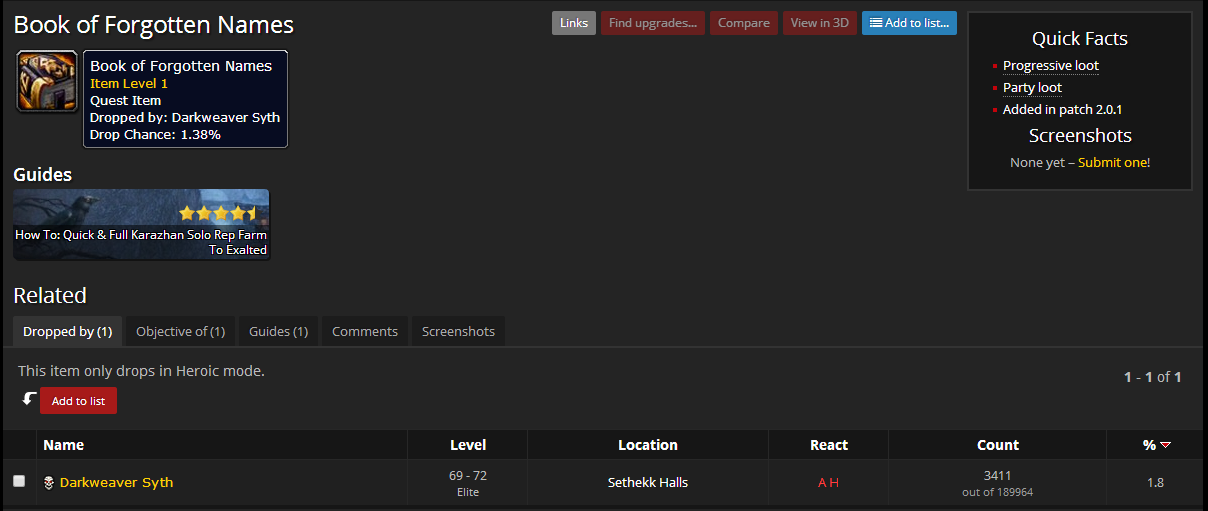 Book of Forgotten Names
Links
Find upgrades...
Compare
View in 3D
Add to list...
Book of Forgotten Names
Item Level 1
Quest Item
Dropped by: Darkweaver Syth
Drop Chance: 1.38%
Quick Facts
Progressive loot
Party loot
Added in patch 2.0.1
Screenshots
None yet – Submit one!
Guides
How To: Quick & Full Karazhan Solo Rep Farm
To Exalted
Related
Dropped by (1)
Objective of (1)
Guides (1)
Comments
Screenshots
This item only drops in Heroic mode.
1 - 1 of 1
Add to list
Name Level Location React Count %
Darkweaver Syth 69 - 72 Sethekk Halls A H 3411 1.8
Elite out of 189964